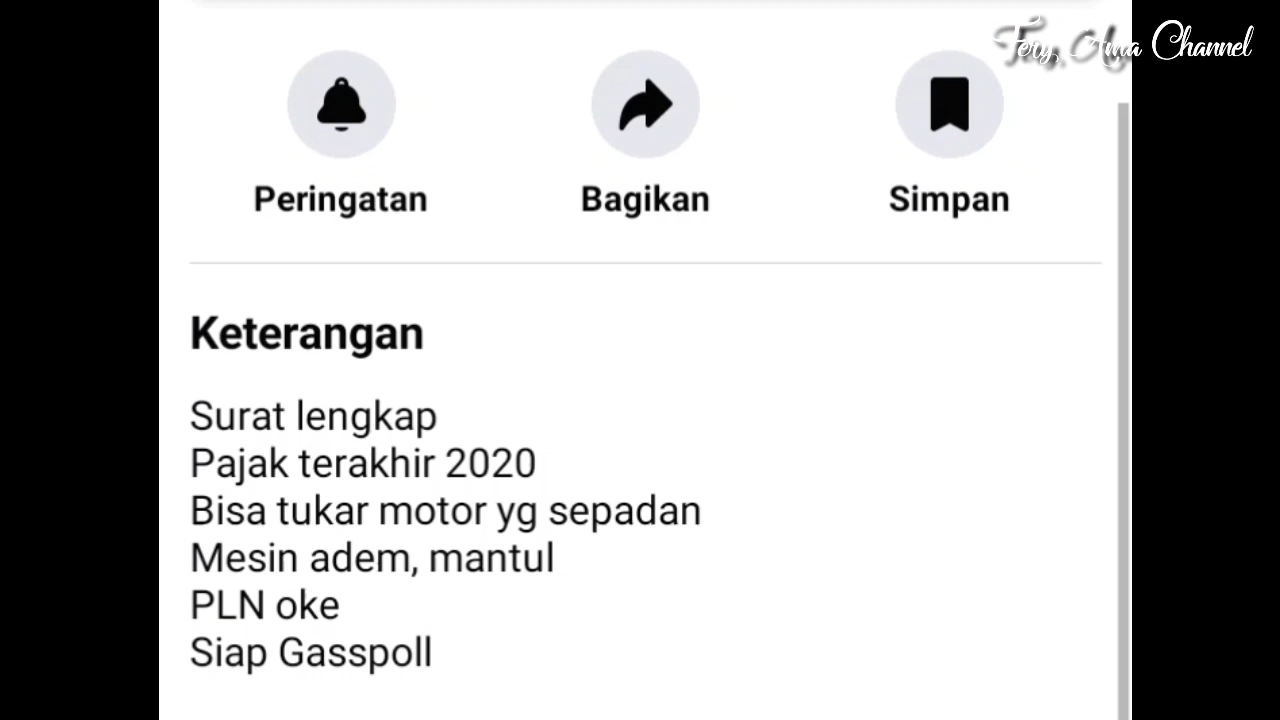 Fery Ama Channel
Peringatan
Bagikan
Simpan
Keterangan
Surat lengkap
Pajak terakhir 2020
Bisa tukar motor yg sepadan
Mesin adem, mantul
PLN oke
Siap Gasspoll